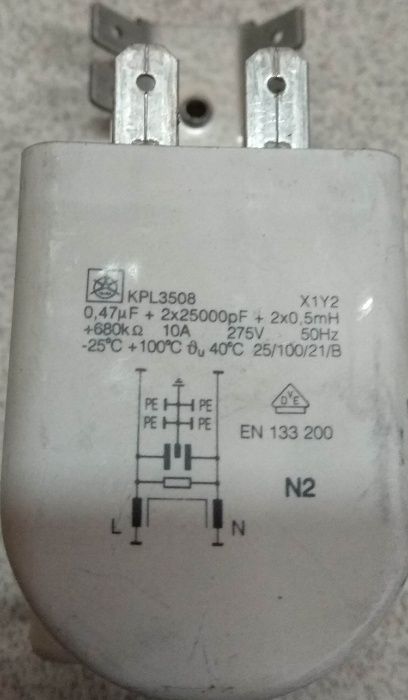 KPL3508 X1Y2
0,47µF + 2x25000pF + 2x0,5mH
+680kΩ 10A 275V 50Hz
-25°C +100°C ϑu 40°C 25/100/21/B
PE PE
PE PE
DVE
EN 133 200
N2
L N